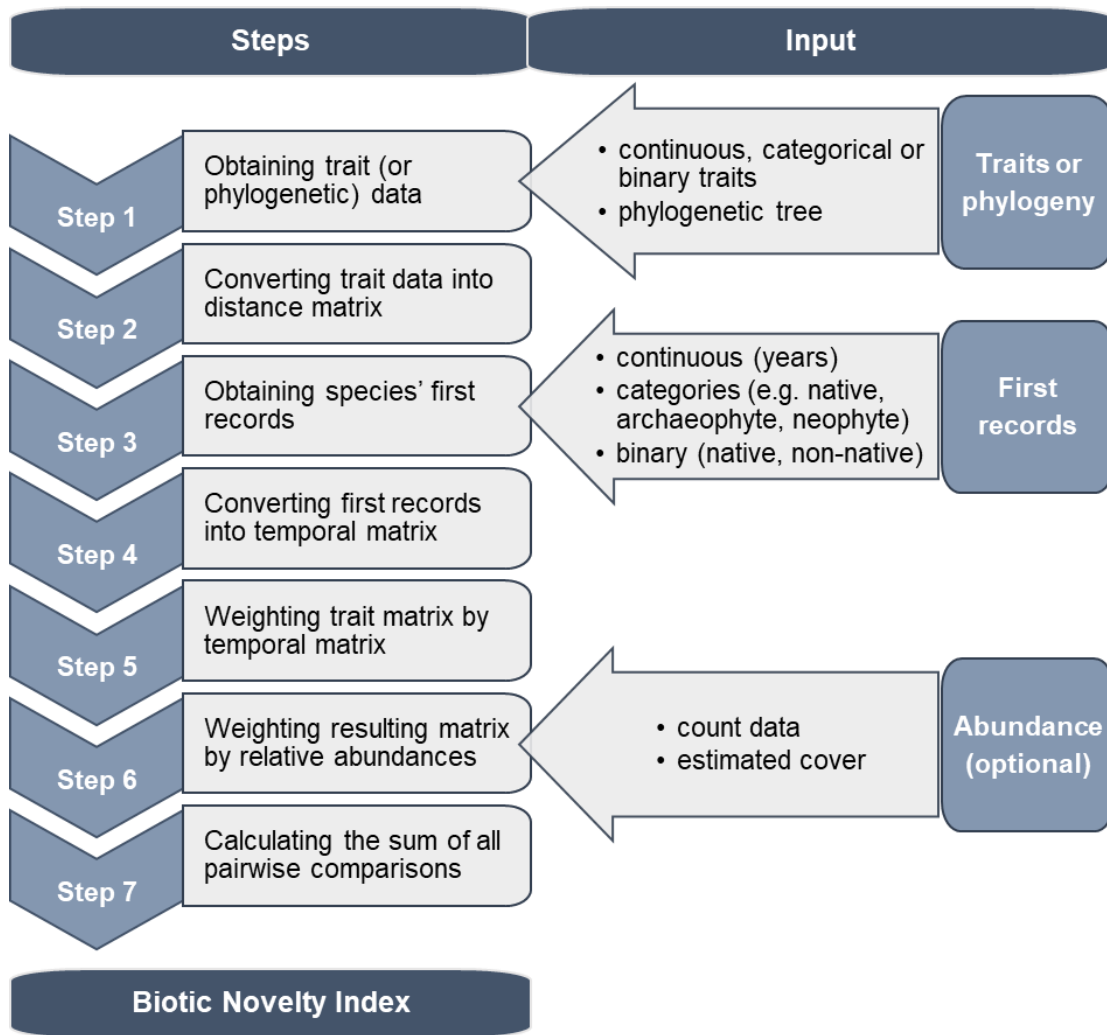 Steps
Input
Step 1
Obtaining trait (or
phylogenetic) data
• continuous, categorical or
binary traits
• phylogenetic tree
Traits or
phylogeny
Step 2
Converting trait data into
distance matrix
Step 3
Obtaining species’ first
records
• continuous (years)
• categories (e.g. native,
archaeophyte, neophyte)
• binary (native, non-native)
First
records
Step 4
Converting first records
into temporal matrix
Step 5
Weighting trait matrix by
temporal matrix
Step 6
Weighting resulting matrix
by relative abundances
• count data
• estimated cover
Abundance
(optional)
Step 7
Calculating the sum of all
pairwise comparisons
Biotic Novelty Index